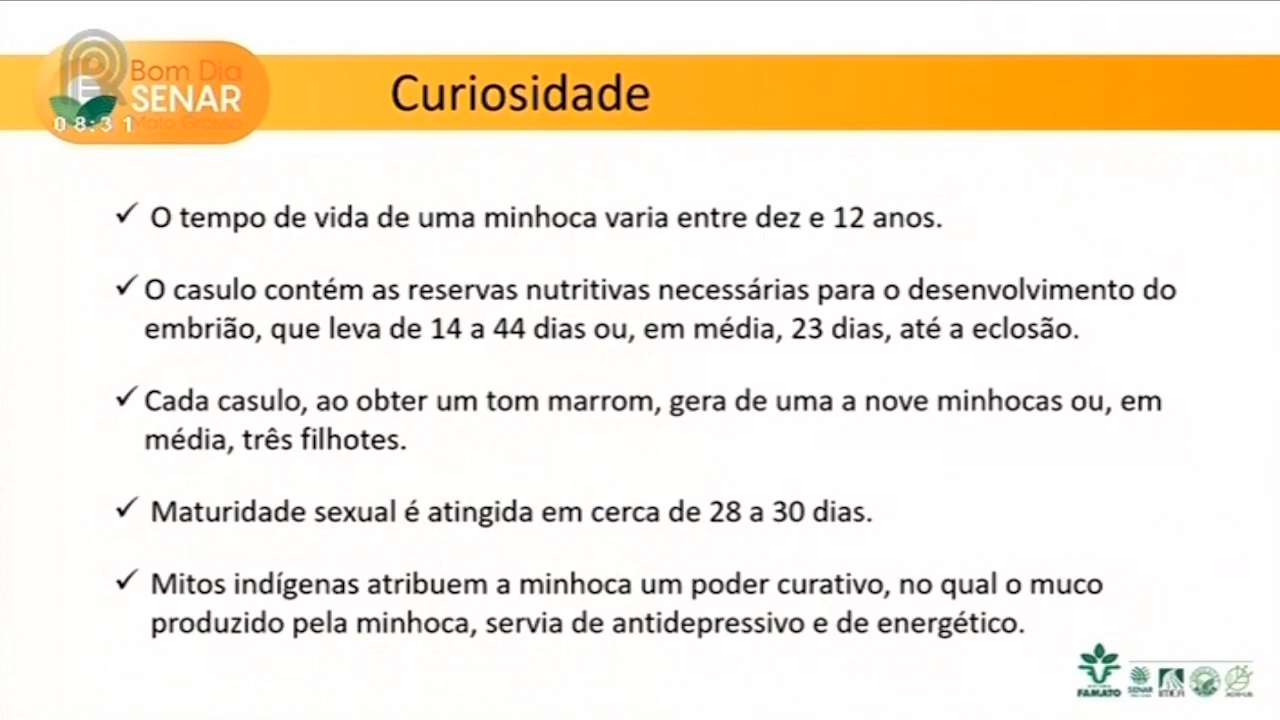 Bom Dia
SENAR
Mato Grosso
08:31
Curiosidade
✓ O tempo de vida de uma minhoca varia entre dez e 12 anos.
✓ O casulo contém as reservas nutritivas necessárias para o desenvolvimento do
embrião, que leva de 14 a 44 dias ou, em média, 23 dias, até a eclosão.
✓ Cada casulo, ao obter um tom marrom, gera de uma a nove minhocas ou, em
média, três filhotes.
✓ Maturidade sexual é atingida em cerca de 28 a 30 dias.
✓ Mitos indígenas atribuem a minhoca um poder curativo, no qual o muco
produzido pela minhoca, servia de antidepressivo e de energético.
FAMATO
SENAR